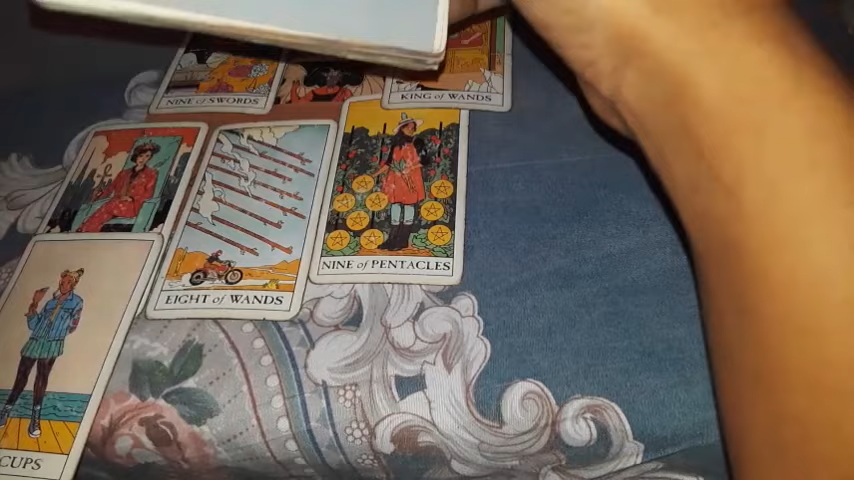 NINE of SWORDS
KING of WANDS
NINE of PENTACLES
EIGHT of WANDS
CUPS